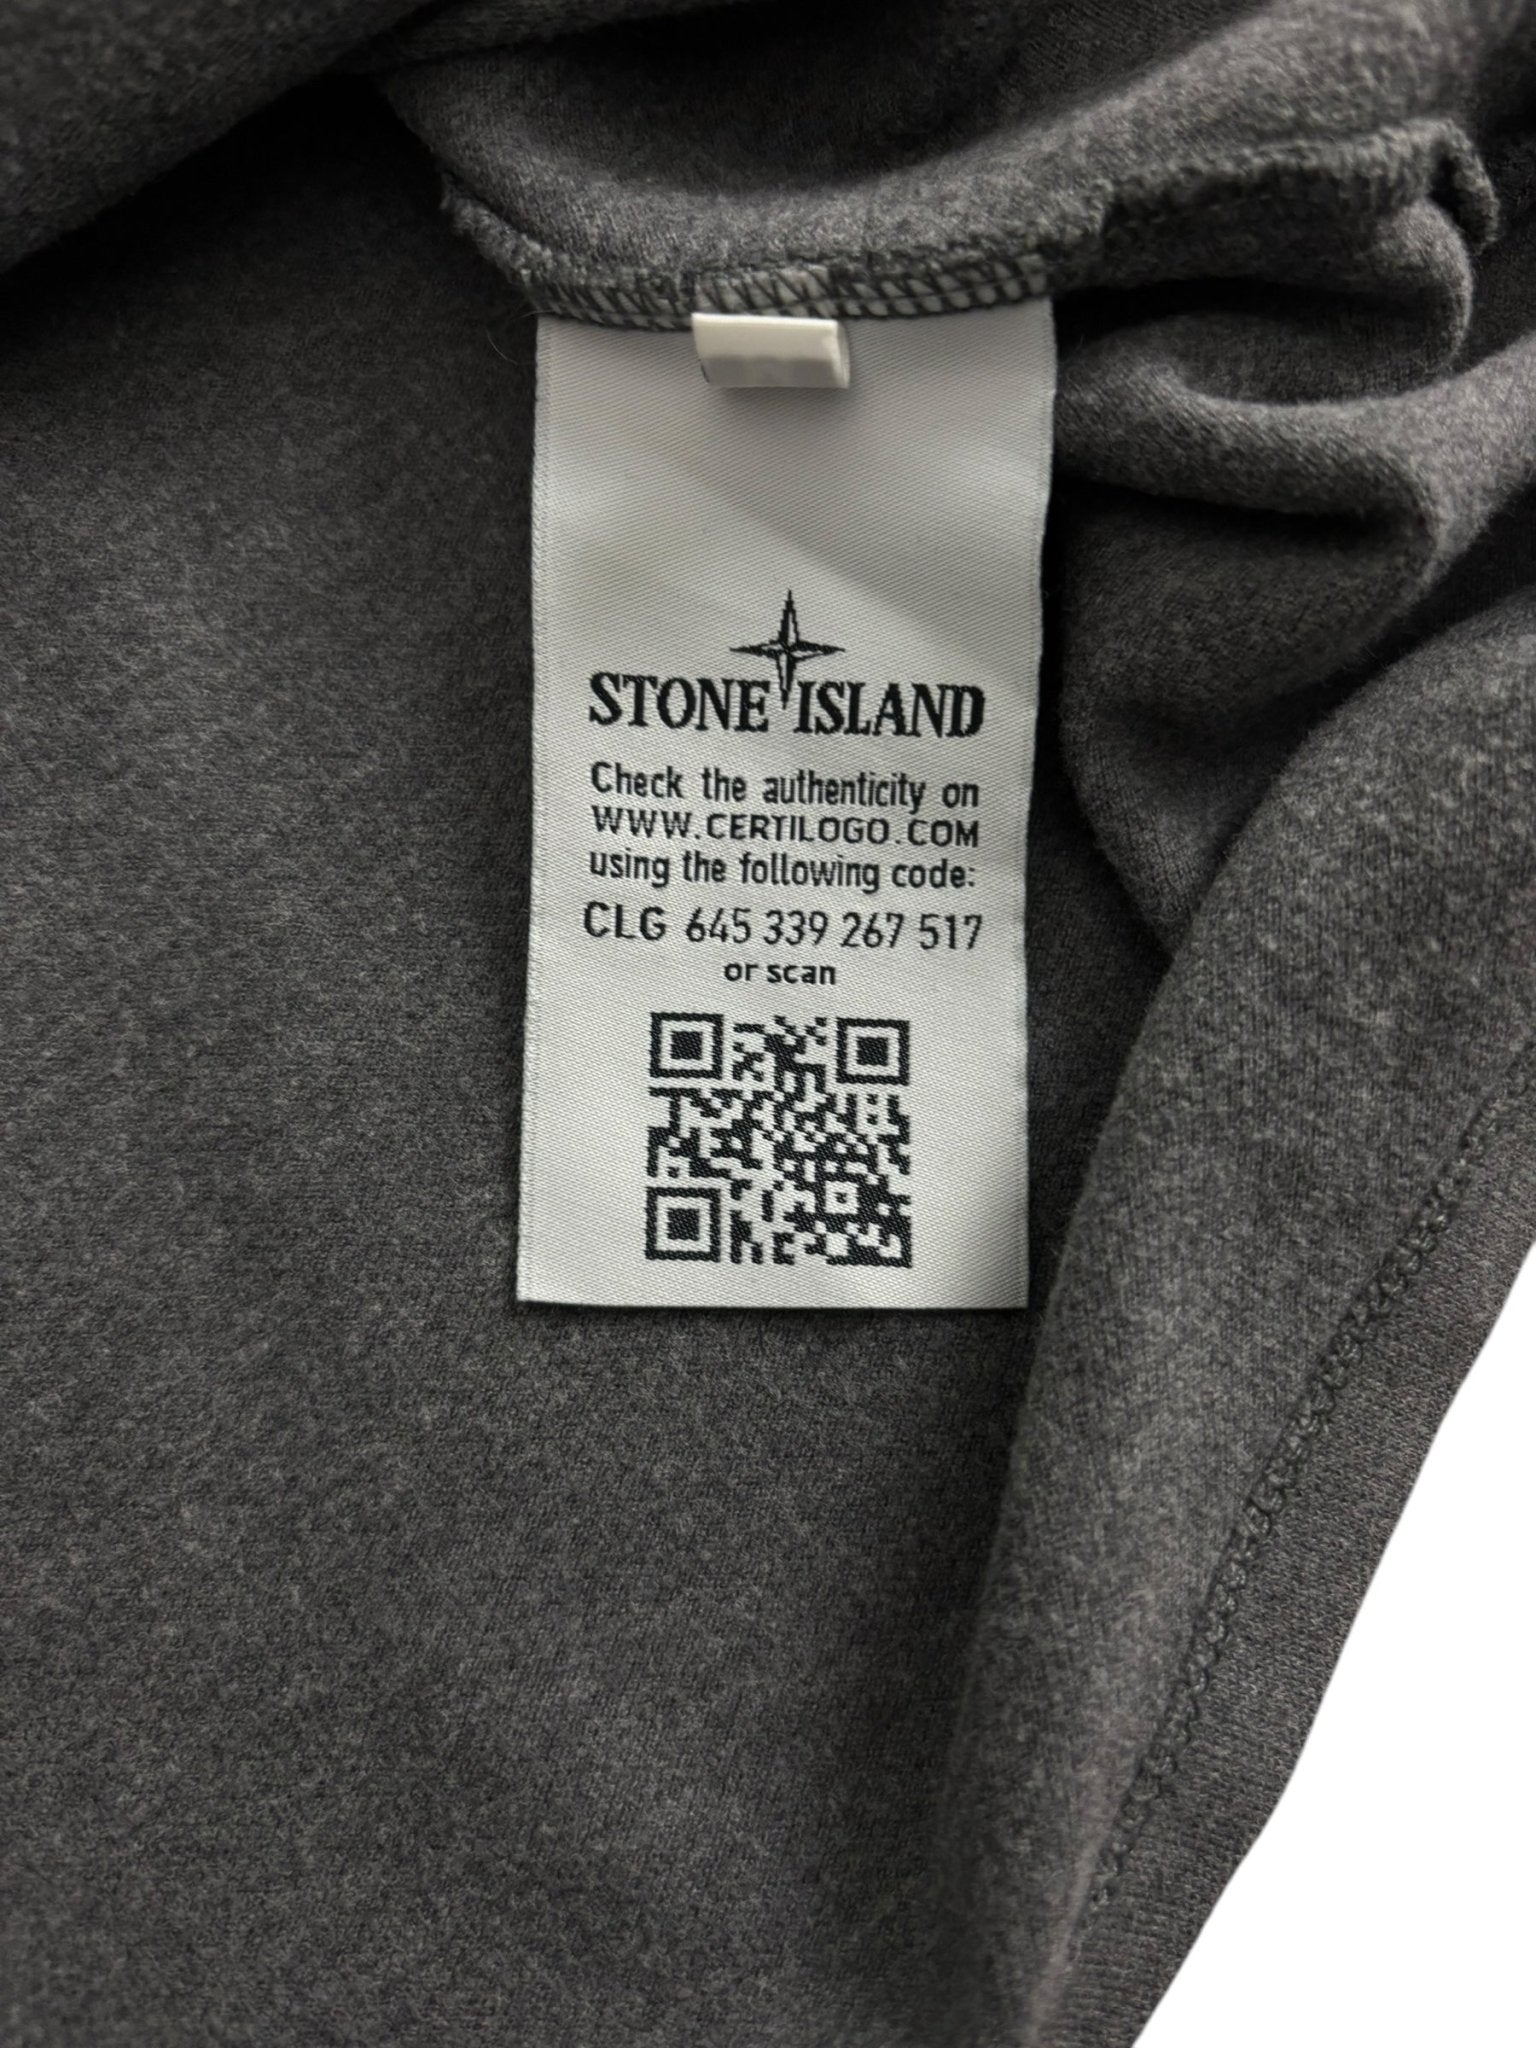 STONE ISLAND
Check the authenticity on
WWW.CERTILOGO.COM
using the following code:
CLG 645 339 267 517
or scan